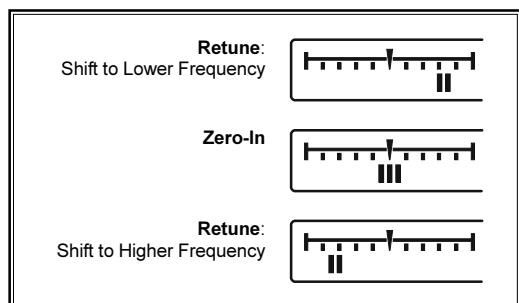 Retune:
Shift to Lower Frequency
Zero-In
Retune:
Shift to Higher Frequency